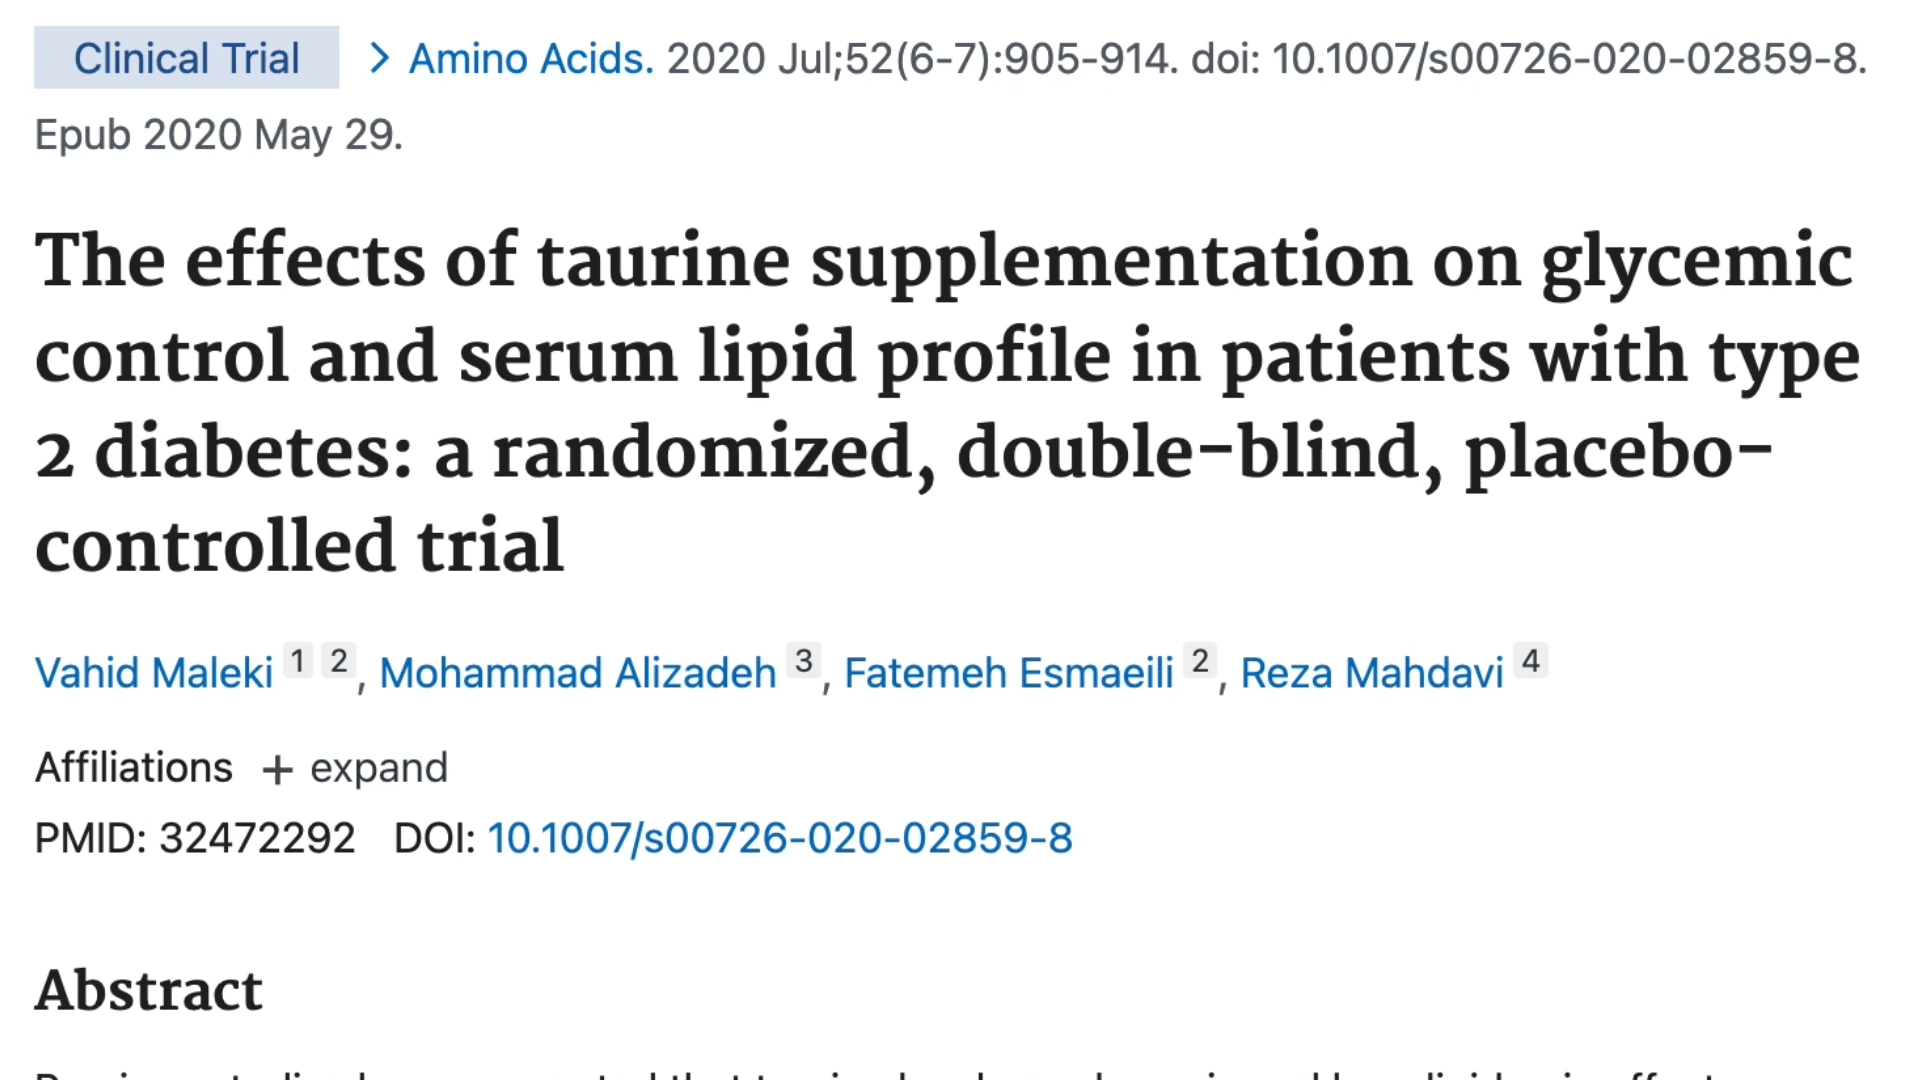 Clinical Trial > Amino Acids. 2020 Jul;52(6-7):905-914. doi: 10.1007/s00726-020-02859-8.
Epub 2020 May 29.
The effects of taurine supplementation on glycemic
control and serum lipid profile in patients with type
2 diabetes: a randomized, double-blind, placebo-
controlled trial
Vahid Maleki 1 2, Mohammad Alizadeh 3, Fatemeh Esmaeili 2, Reza Mahdavi 4
Affiliations + expand
PMID: 32472292 DOI: 10.1007/s00726-020-02859-8
Abstract